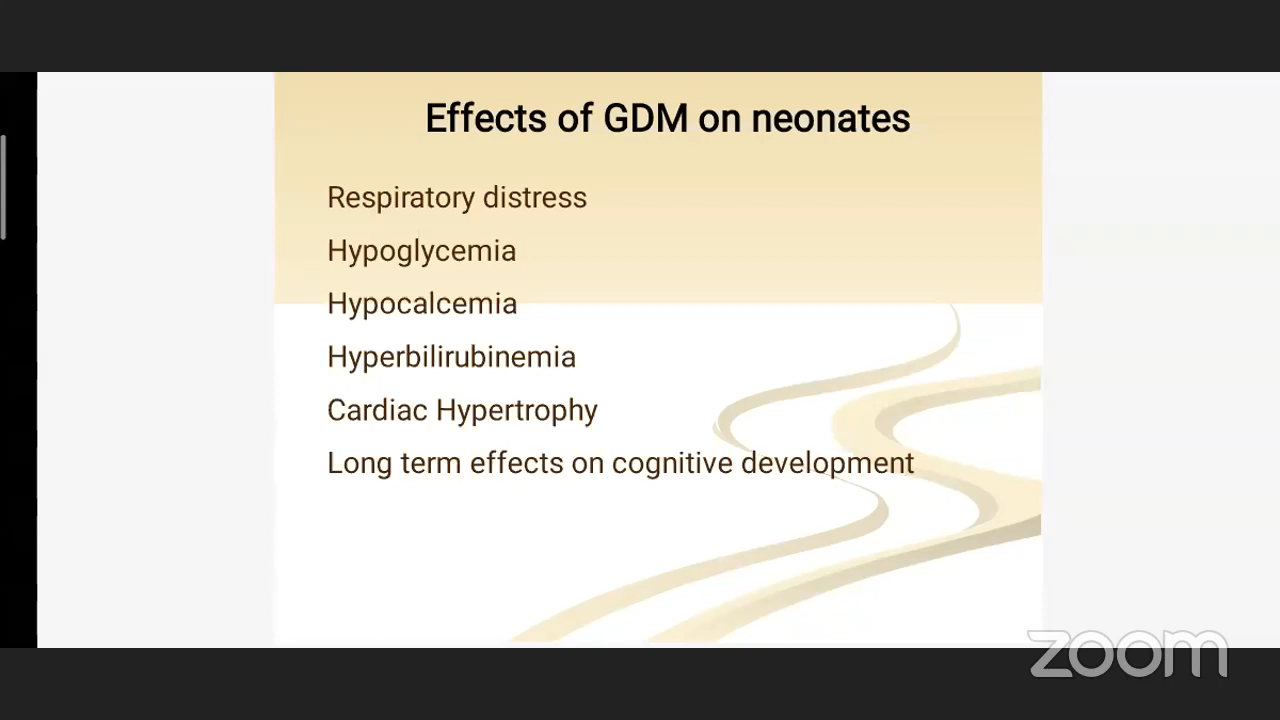 Effects of GDM on neonates
Respiratory distress
Hypoglycemia
Hypocalcemia
Hyperbilirubinemia
Cardiac Hypertrophy
Long term effects on cognitive development
zoom